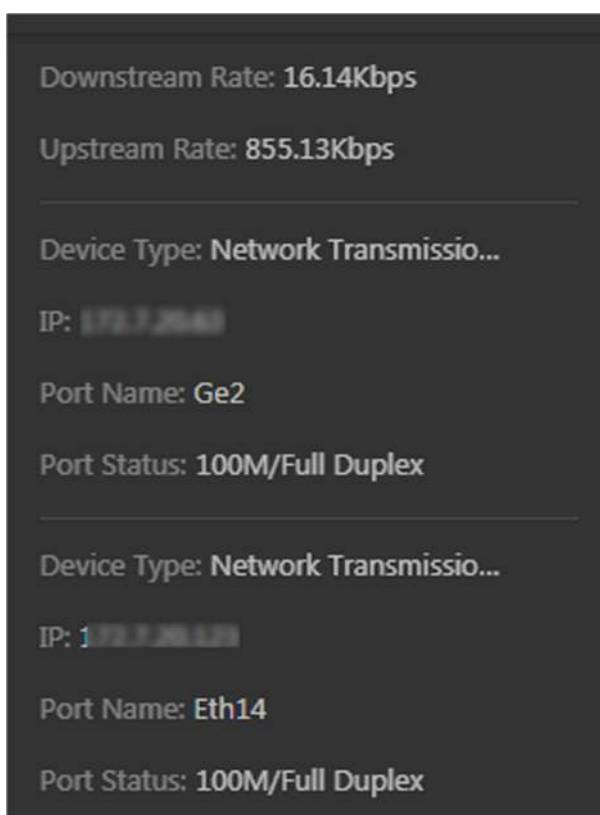 Downstream Rate: 16.14Kbps
Upstream Rate: 855.13Kbps
Device Type: Network Transmissio...
IP:
Port Name: Ge2
Port Status: 100M/Full Duplex
Device Type: Network Transmissio...
IP: 1
Port Name: Eth14
Port Status: 100M/Full Duplex